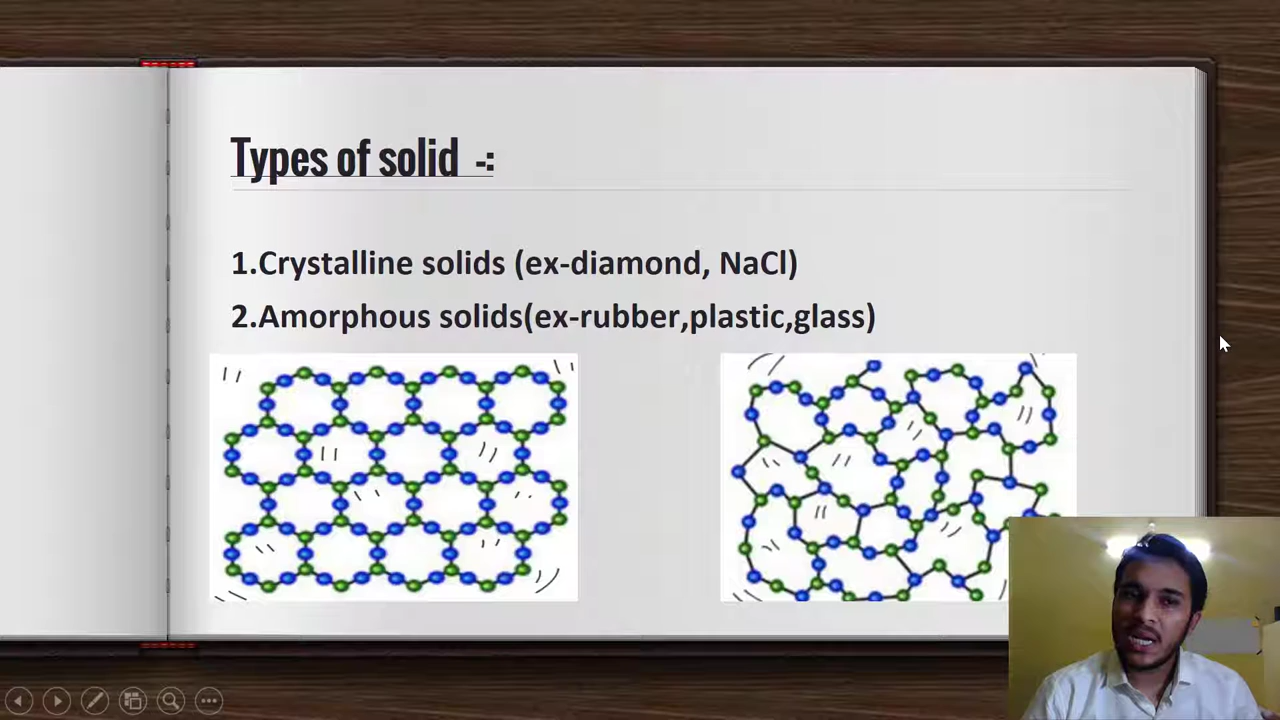 Types of solid -:
1.Crystalline solids (ex-diamond, NaCl)
2.Amorphous solids(ex-rubber,plastic,glass)